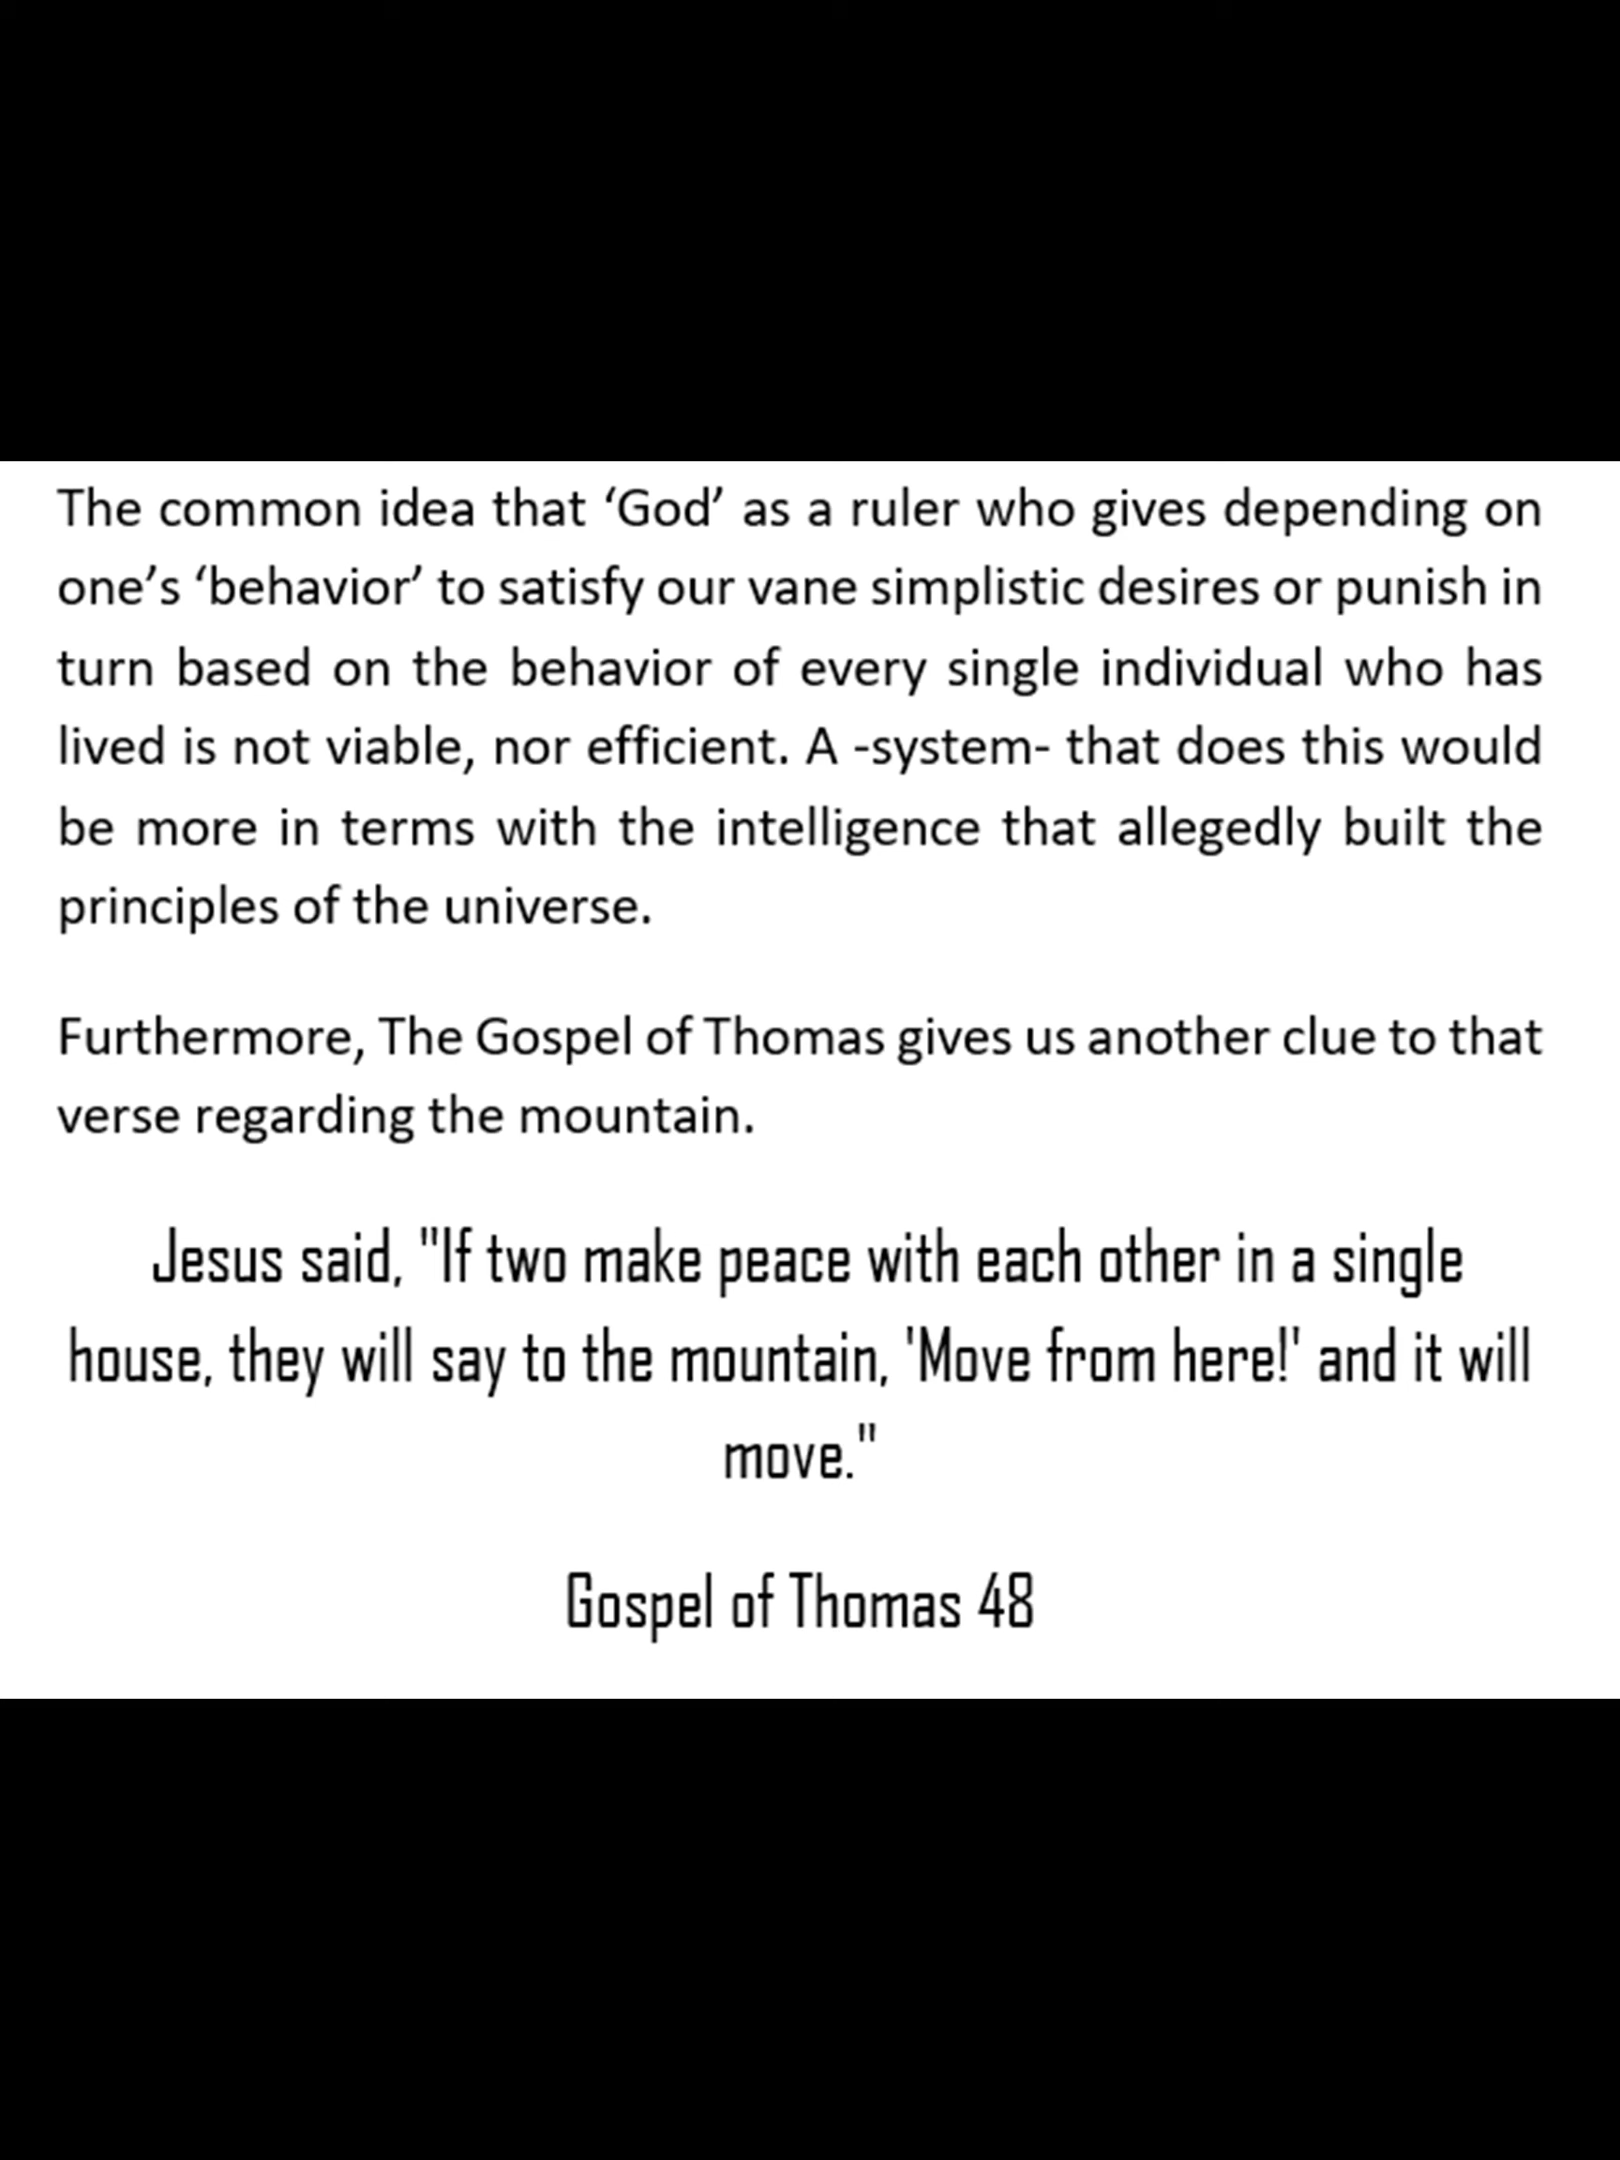 The common idea that ‘God’ as a ruler who gives depending on
one’s ‘behavior’ to satisfy our vane simplistic desires or punish in
turn based on the behavior of every single individual who has
lived is not viable, nor efficient. A -system- that does this would
be more in terms with the intelligence that allegedly built the
principles of the universe.
Furthermore, The Gospel of Thomas gives us another clue to that
verse regarding the mountain.
Jesus said, "If two make peace with each other in a single
house, they will say to the mountain, 'Move from here!' and it will
move."
Gospel of Thomas 48